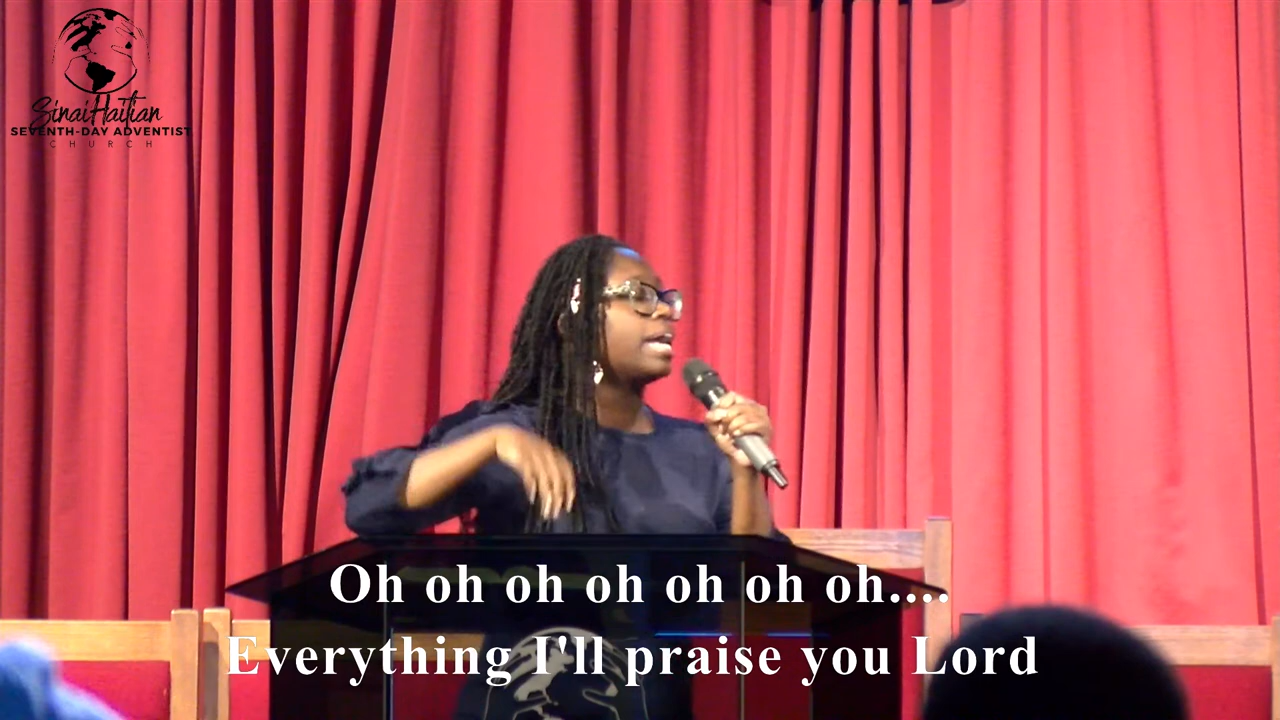 SinaiHaitian
SEVENTH-DAY ADVENTIST
CHURCH
Oh oh oh oh oh oh oh....
Everything I'll praise you Lord